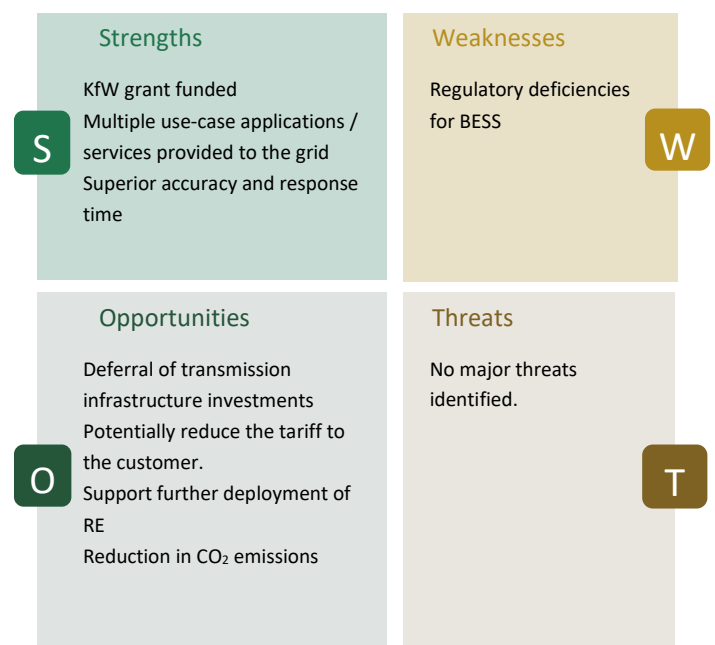 Strengths
S
KfW grant funded
Multiple use-case applications /
services provided to the grid
Superior accuracy and response
time
Weaknesses
W
Regulatory deficiencies
for BESS
Opportunities
O
Deferral of transmission
infrastructure investments
Potentially reduce the tariff to
the customer.
Support further deployment of
RE
Reduction in CO₂ emissions
Threats
T
No major threats
identified.